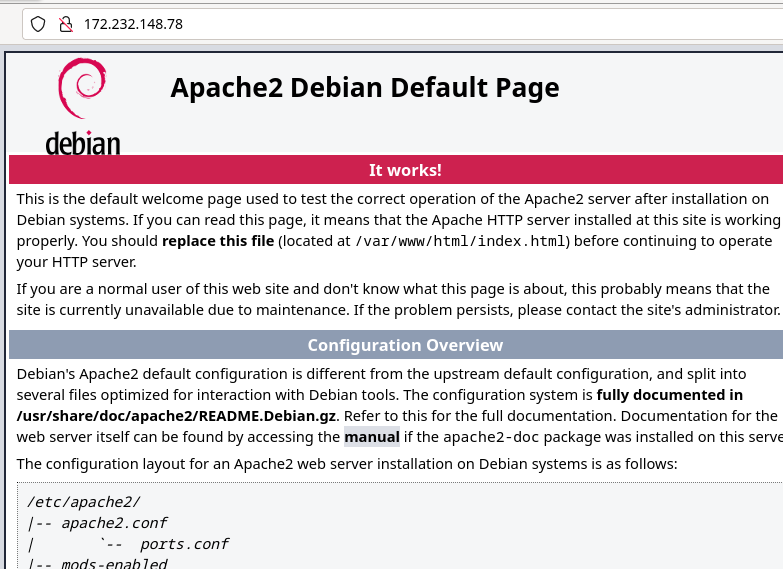 172.232.148.78
debian
Apache2 Debian Default Page
It works!
This is the default welcome page used to test the correct operation of the Apache2 server after installation on
Debian systems. If you can read this page, it means that the Apache HTTP server installed at this site is working
properly. You should replace this file (located at /var/www/html/index.html) before continuing to operate
your HTTP server.
If you are a normal user of this web site and don't know what this page is about, this probably means that the
site is currently unavailable due to maintenance. If the problem persists, please contact the site's administrator.
Configuration Overview
Debian's Apache2 default configuration is different from the upstream default configuration, and split into
several files optimized for interaction with Debian tools. The configuration system is fully documented in
/usr/share/doc/apache2/README.Debian.gz. Refer to this for the full documentation. Documentation for the
web server itself can be found by accessing the manual if the apache2-doc package was installed on this serve
The configuration layout for an Apache2 web server installation on Debian systems is as follows:
/etc/apache2/
|-- apache2.conf
|       `--  ports.conf
|-- mods-enabled